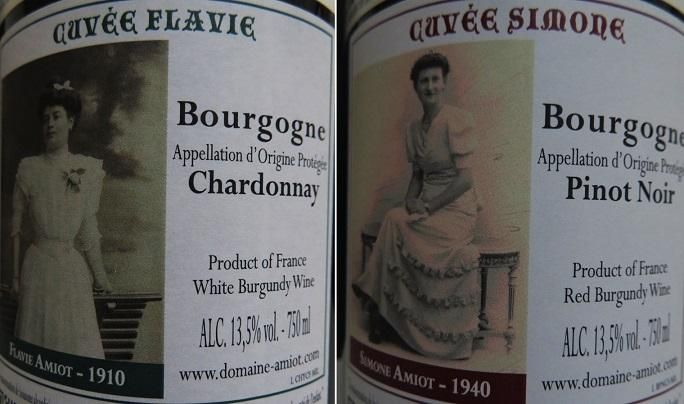 CUVÉE FLAVIE
Bourgogne
Appellation d'Origine Protégée
Chardonnay
Product of France
White Burgundy Wine
ALC. 13,5% vol. - 750 ml
www.domaine-amiot.com
FLAVIE AMIOT - 1910
CUVÉE SIMONE
Bourgogne
Appellation d'Origine Protégée
Pinot Noir
Product of France
Red Burgundy Wine
ALC. 13,5% vol. - 750 ml
www.domaine-amiot.com
SIMONE AMIOT - 1940